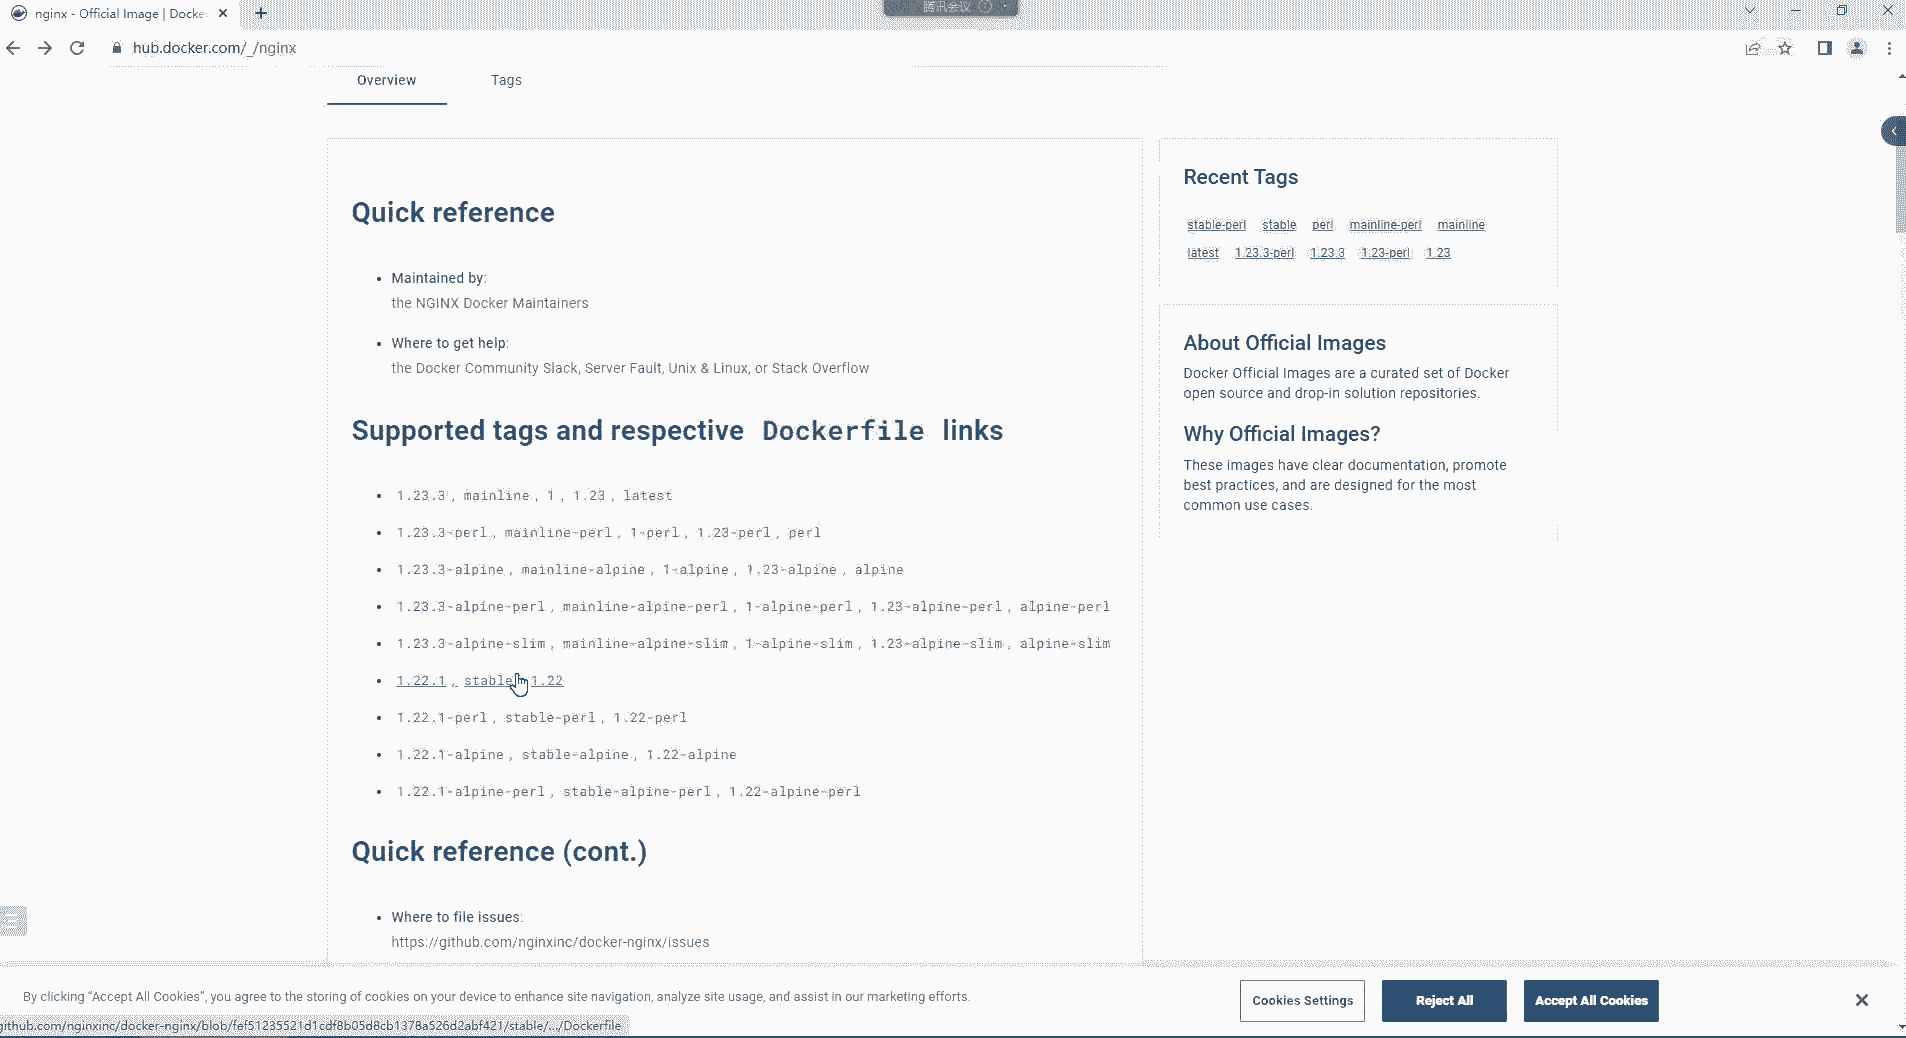 nginx - Official Image | Docke
腾讯会议
hub.docker.com/_/nginx
Overview Tags
Quick reference
Maintained by:
the NGINX Docker Maintainers
Where to get help:
the Docker Community Slack, Server Fault, Unix & Linux, or Stack Overflow
Supported tags and respective Dockerfile links
1.23.3, mainline, 1, 1.23, latest
1.23.3-perl, mainline-perl, 1-perl, 1.23-perl, perl
1.23.3-alpine, mainline-alpine, 1-alpine, 1.23-alpine, alpine
1.23.3-alpine-perl, mainline-alpine-perl, 1-alpine-perl, 1.23-alpine-perl, alpine-perl
1.23.3-alpine-slim, mainline-alpine-slim, 1-alpine-slim, 1.23-alpine-slim, alpine-slim
1.22.1, stable 1.22
1.22.1-perl, stable-perl, 1.22-perl
1.22.1-alpine, stable-alpine, 1.22-alpine
1.22.1-alpine-perl, stable-alpine-perl, 1.22-alpine-perl
Quick reference (cont.)
Where to file issues:
https://github.com/nginxinc/docker-nginx/issues
Recent Tags
stable-perl stable perl mainline-perl mainline
latest 1.23.3-perl 1.23.3 1.23-perl 1.23
About Official Images
Docker Official Images are a curated set of Docker
open source and drop-in solution repositories.
Why Official Images?
These images have clear documentation, promote
best practices, and are designed for the most
common use cases.
By clicking “Accept All Cookies”, you agree to the storing of cookies on your device to enhance site navigation, analyze site usage, and assist in our marketing efforts.
Cookies Settings Reject All Accept All Cookies
github.com/nginxinc/docker-nginx/blob/fef51235521d1cdf8b05d8cb1378a526d2abf421/stable/.../Dockerfile